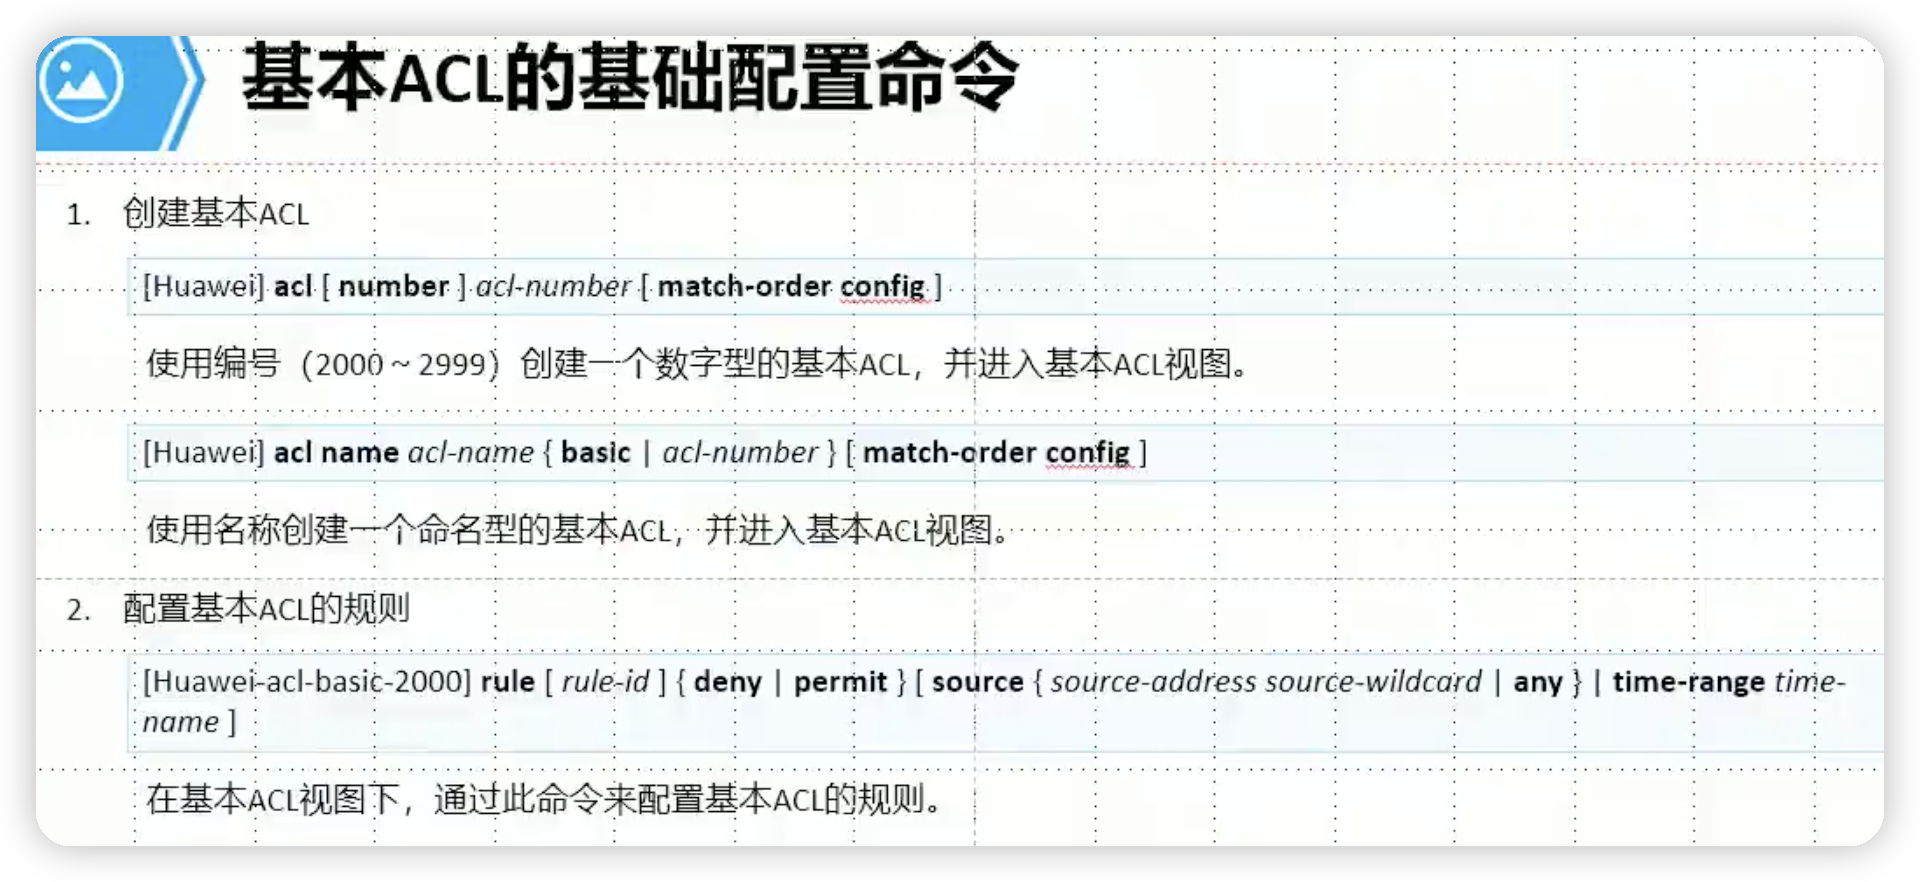 基本ACL的基础配置命令
1. 创建基本ACL
[Huawei] acl [ number ] acl-number [ match-order config ]
使用编号（2000～2999）创建一个数字型的基本ACL，并进入基本ACL视图。
[Huawei] acl name acl-name { basic | acl-number } [ match-order config ]
使用名称创建一个命名型的基本ACL，并进入基本ACL视图。
2. 配置基本ACL的规则
[Huawei-acl-basic-2000] rule [ rule-id ] { deny | permit } [ source { source-address source-wildcard | any } | time-range time-
name ]
在基本ACL视图下，通过此命令来配置基本ACL的规则。